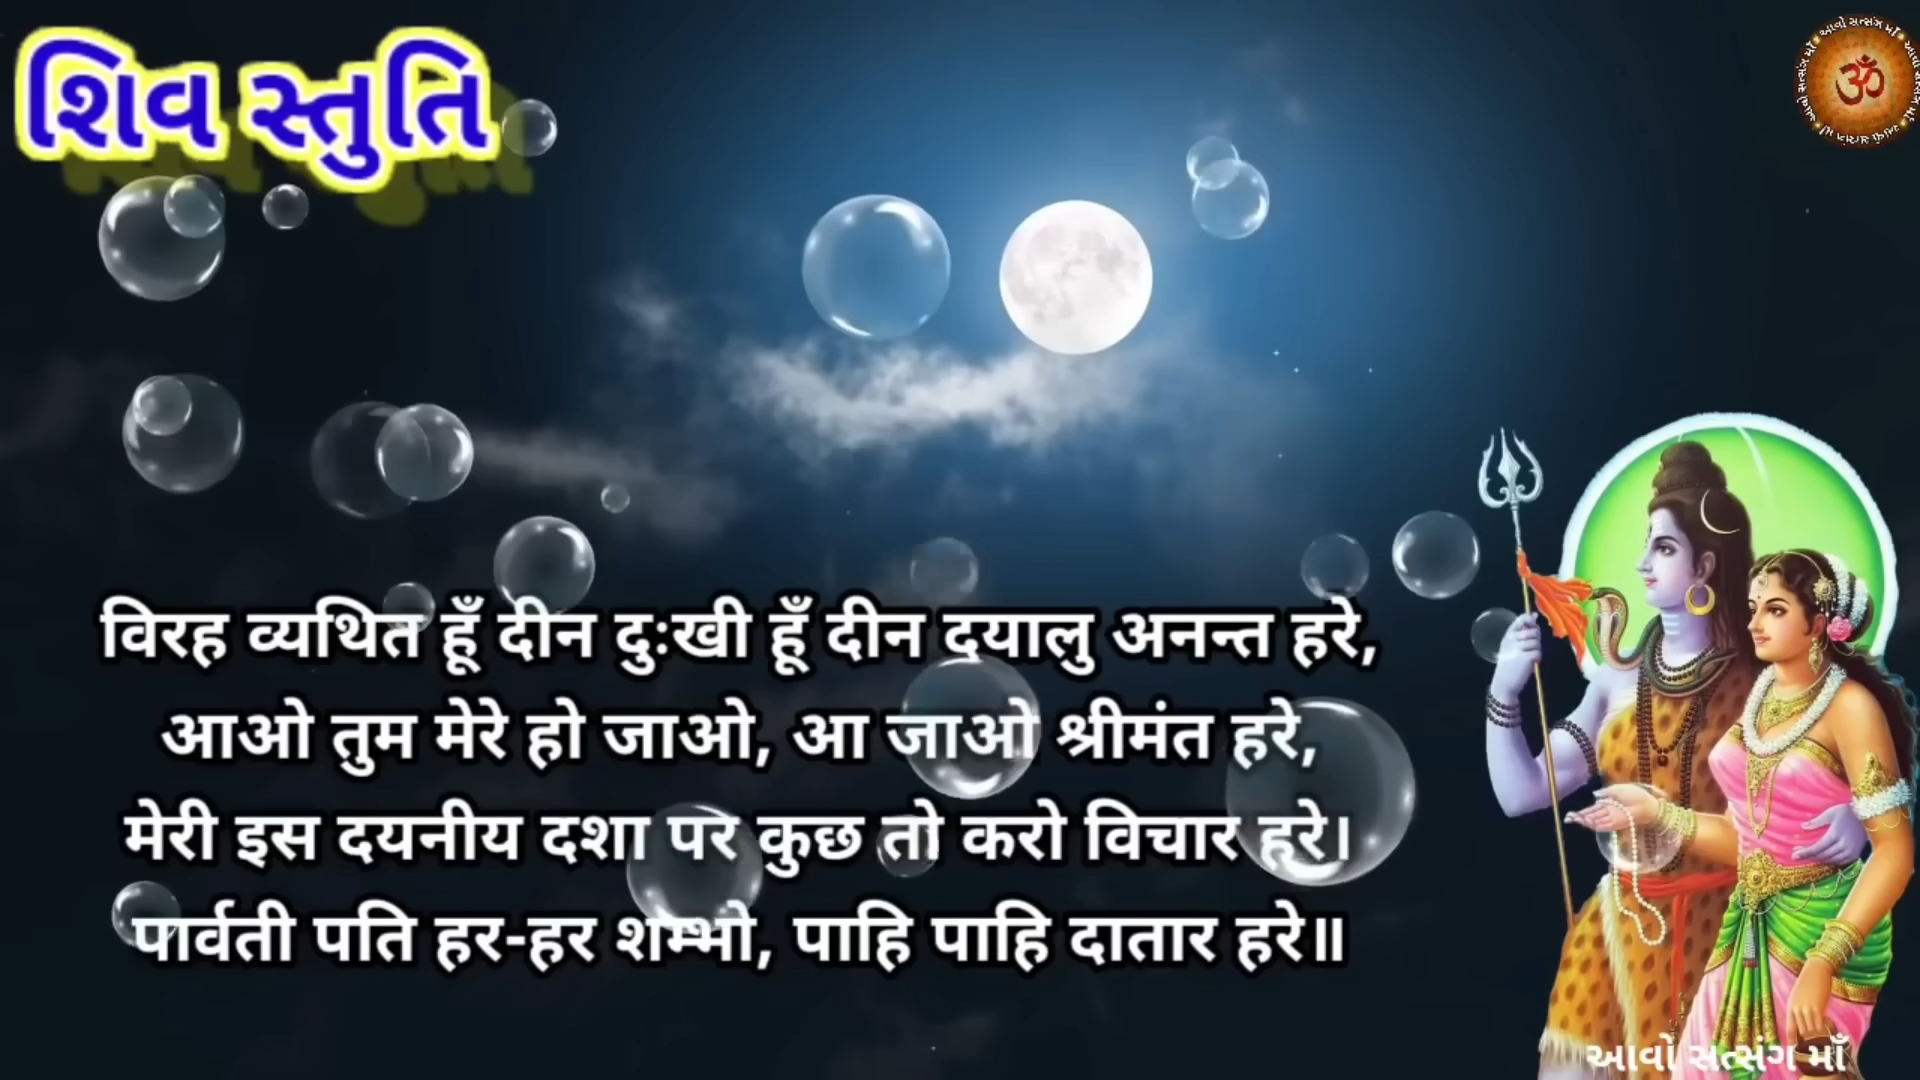 શિવ સ્તુતિ
विरह व्यथित हूँ दीन दुःखी हूँ दीन दयालु अनन्त हरे,
आओ तुम मेरे हो जाओ, आ जाओ श्रीमंत हरे,
मेरी इस दयनीय दशा पर कुछ तो करो विचार हरे।
पार्वती पति हर-हर शम्भो, पाहि पाहि दातार हरे॥
ॐ
આવો સત્સંગ માઁ